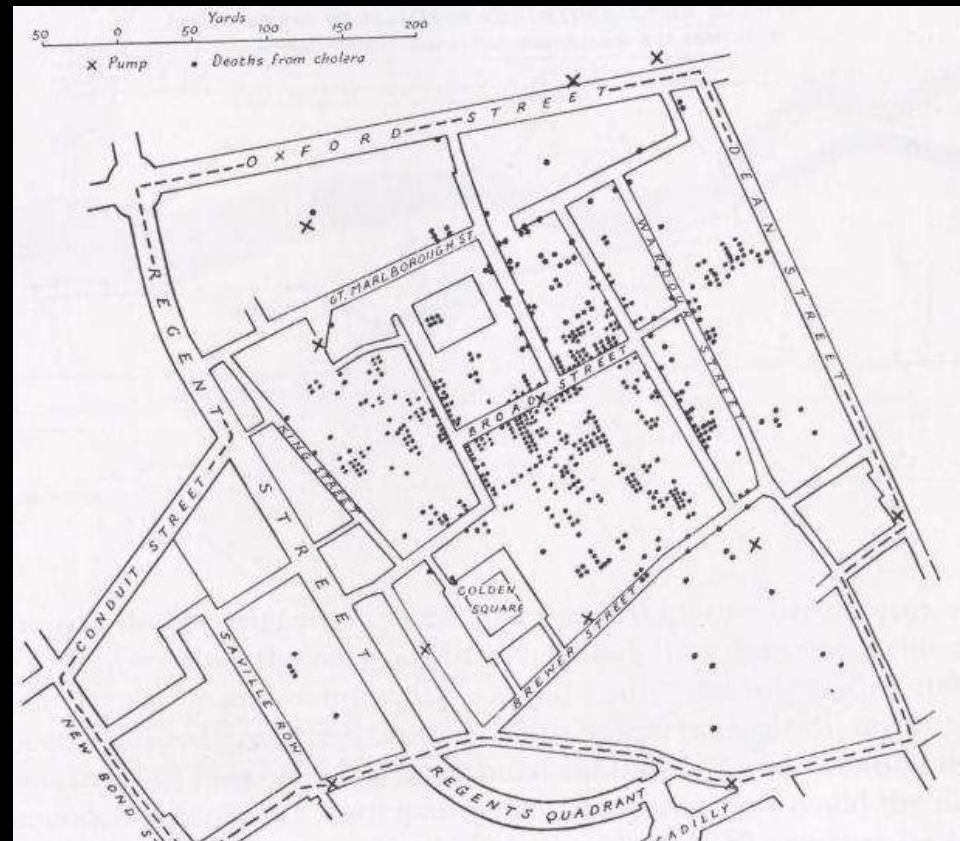 Yards
50 0 50 100 150 200
× Pump • Deaths from cholera
OXFORD STREET
DEAN STREET
WARDOUR STREET
REGENT STREET
GT. MARLBOROUGH ST.
BROAD STREET
KING STREET
CONDUIT STREET
GOLDEN
SQUARE
BREWER STREET
SAVILLE ROW
NEW BOND S
REGENTS QUADRANT
ADILLY